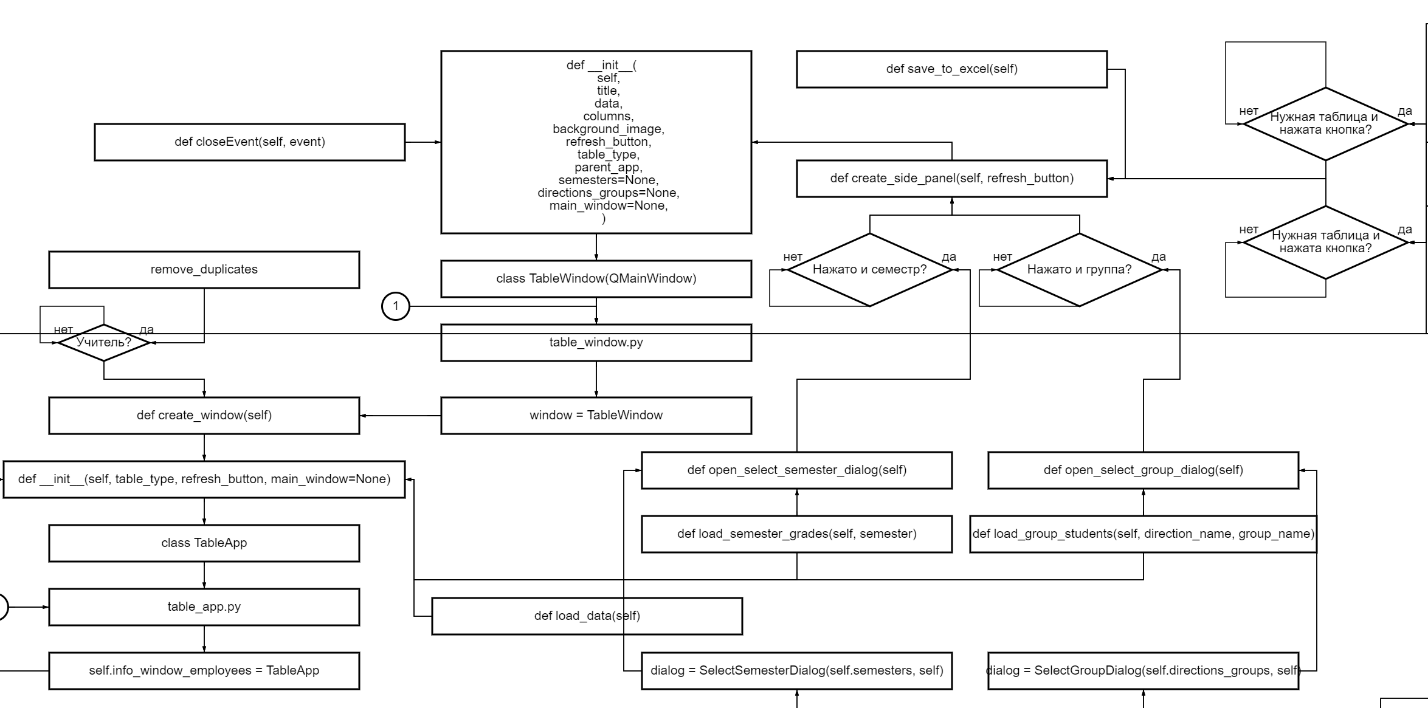 def __init__(
self,
title,
data,
columns,
background_image,
refresh_button,
table_type,
parent_app,
semesters=None,
directions_groups=None,
main_window=None,
)
def save_to_excel(self)
нет
Нужная таблица и
нажата кнопка?
да
def closeEvent(self, event)
def create_side_panel(self, refresh_button)
нет
Нужная таблица и
нажата кнопка?
да
remove_duplicates
class TableWindow(QMainWindow)
нет
Нажато и семестр?
да
нет
Нажато и группа?
да
1
нет
Учитель?
да
table_window.py
def create_window(self)
window = TableWindow
def __init__(self, table_type, refresh_button, main_window=None)
def open_select_semester_dialog(self)
def open_select_group_dialog(self)
class TableApp
def load_semester_grades(self, semester)
def load_group_students(self, direction_name, group_name)
table_app.py
def load_data(self)
self.info_window_employees = TableApp
dialog = SelectSemesterDialog(self.semesters, self)
dialog = SelectGroupDialog(self.directions_groups, self)